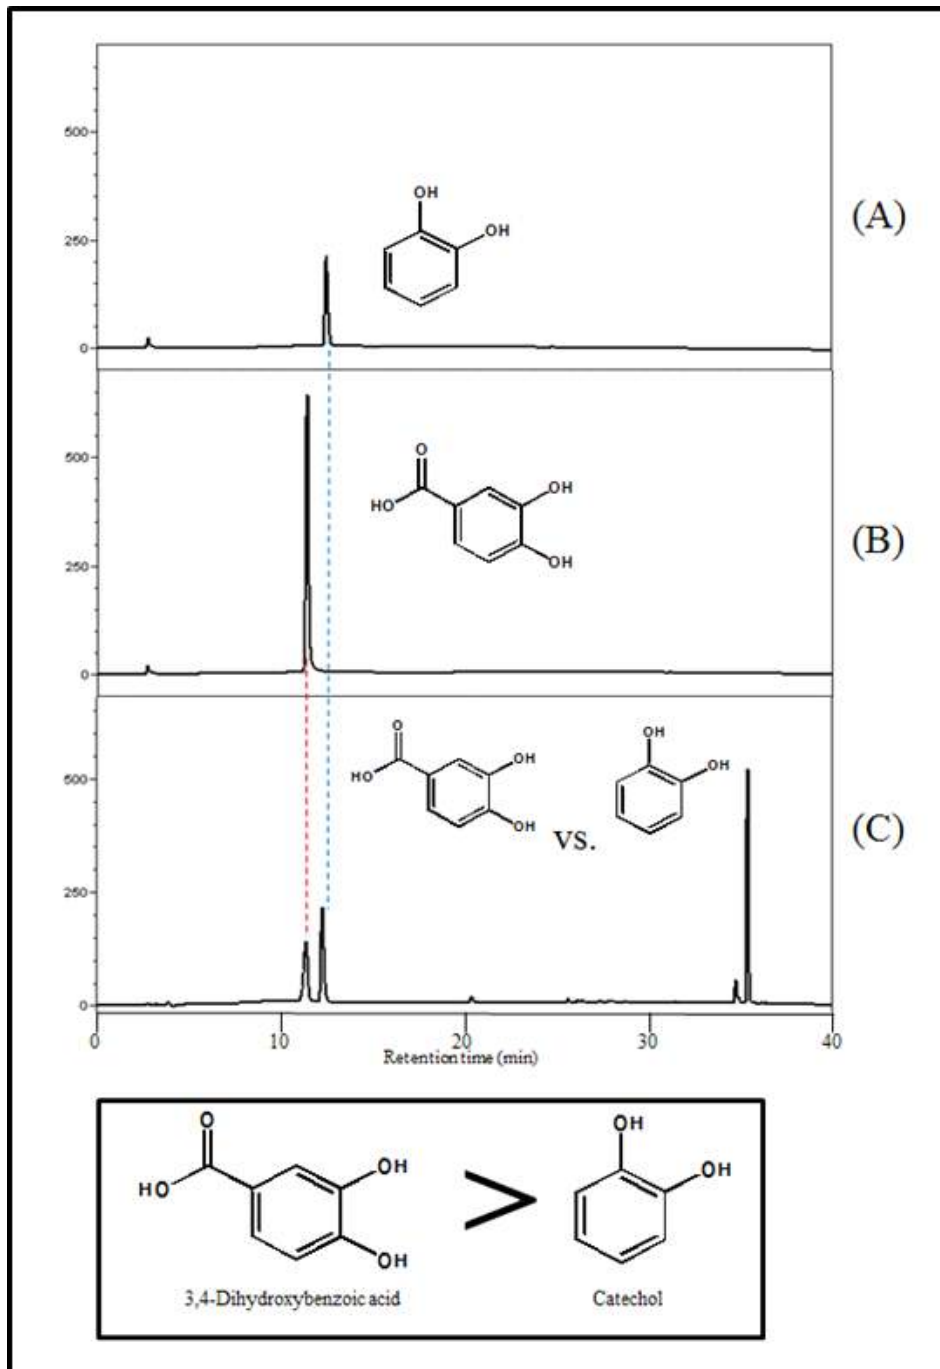 500
250
0
OH
OH
(A)
500
250
0
O
HO
OH
OH
(B)
500
250
0
O
HO
OH
OH
vs.
OH
OH
(C)
0 10 20 30 40
Retention time (min)
O
HO
OH
OH
>
OH
OH
3,4-Dihydroxybenzoic acid
Catechol